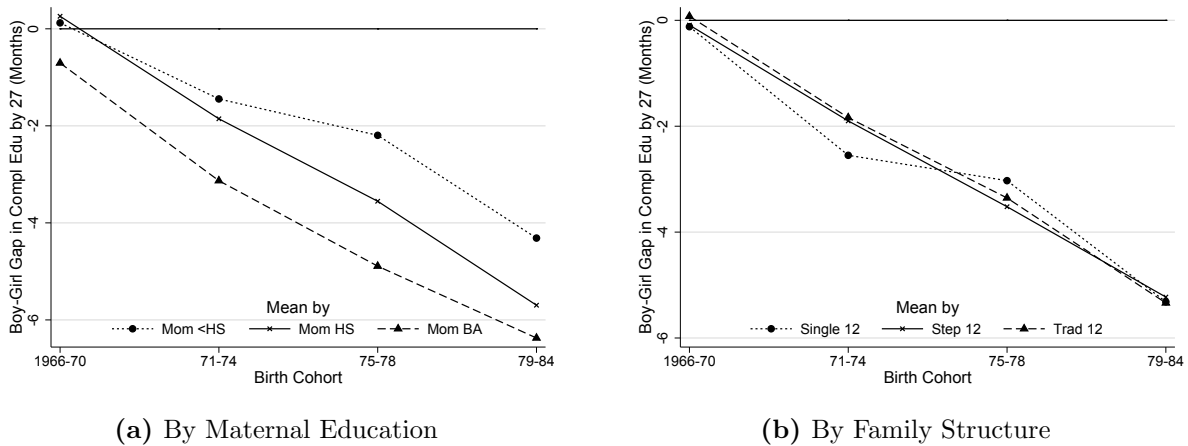 Boy-Girl Gap in Compl Edu by 27 (Months)
0
-2
-4
-6
Mean by
Mom <HS
Mom HS
Mom BA
1966-70
71-74
75-78
79-84
Birth Cohort
(a) By Maternal Education
Boy-Girl Gap in Compl Edu by 27 (Months)
0
-2
-4
-6
Mean by
Single 12
Step 12
Trad 12
1966-70
71-74
75-78
79-84
Birth Cohort
(b) By Family Structure